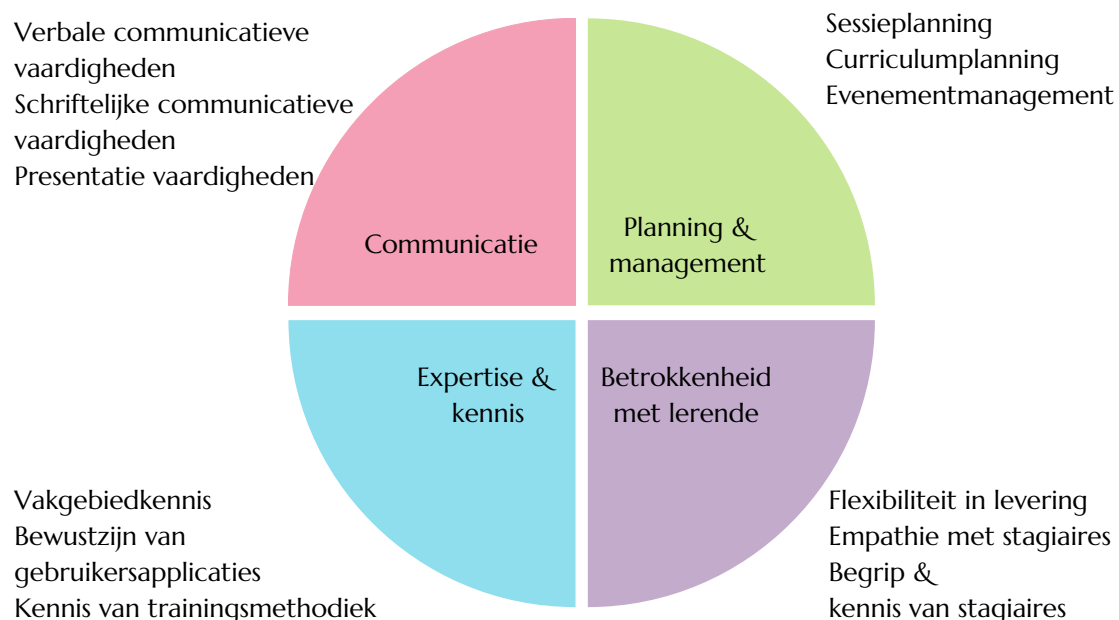 Verbale communicatieve
vaardigheden
Schriftelijke communicatieve
vaardigheden
Presentatie vaardigheden
Sessieplanning
Curriculumplanning
Evenementmanagement
Communicatie
Planning &
management
Expertise &
kennis
Betrokkenheid
met lerende
Vakgebiedkennis
Bewustzijn van
gebruikersapplicaties
Kennis van trainingsmethodiek
Flexibiliteit in levering
Empathie met stagiaires
Begrip &
kennis van stagiaires